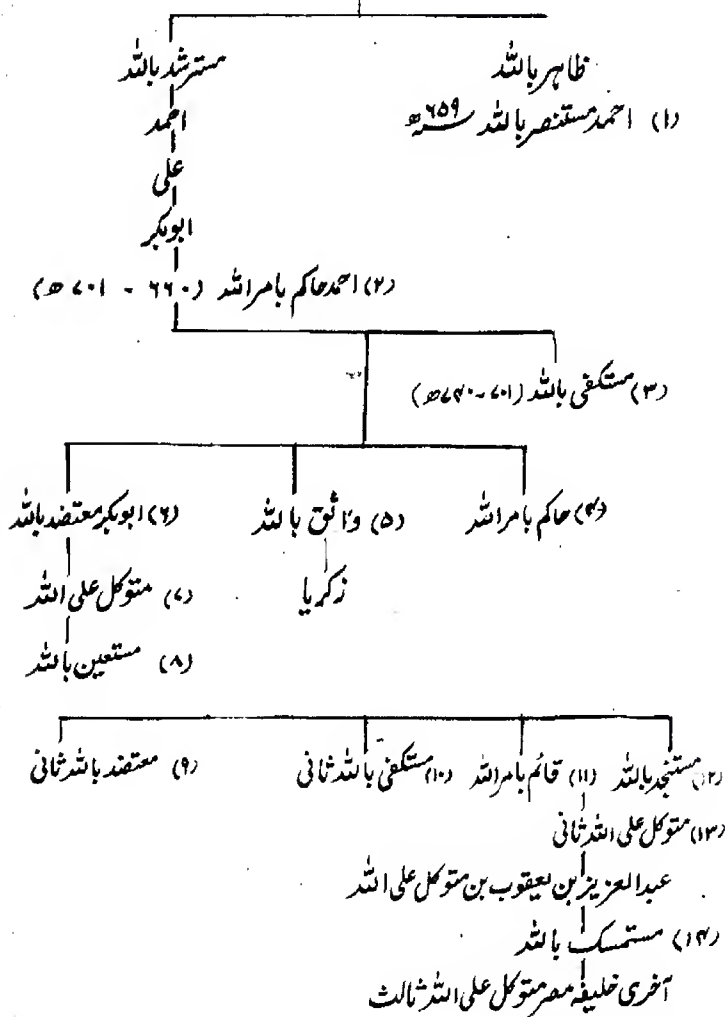 ظاہر باللہ مسترشد باللہ
(۱) احمد مستنصر باللہ ۶۵۹ھ
احمد
علی
ابوبکر
(۲) احمد حاکم بامراللہ (۶۶۰ - ۷۰۱ھ)
(۳) مستکفی باللہ (۷۰۱-۷۴۰ھ)
(۴) حاکم بامراللہ (۵) واثق باللہ (۶) ابوبکر معتضد باللہ
زکریا (۷) متوکل علی اللہ
(۸) مستعین باللہ
(۱۲) مستنجد باللہ (۱۱) قائم بامراللہ (۱۰) مستکفی باللہ ثانی (۹) معتضد باللہ ثانی
(۱۳) متوکل علی اللہ ثانی
عبدالعزیز بن یعقوب بن متوکل علی اللہ
(۱۴) مستمسک باللہ
آخری خلیفہ مصر متوکل علی اللہ ثالث